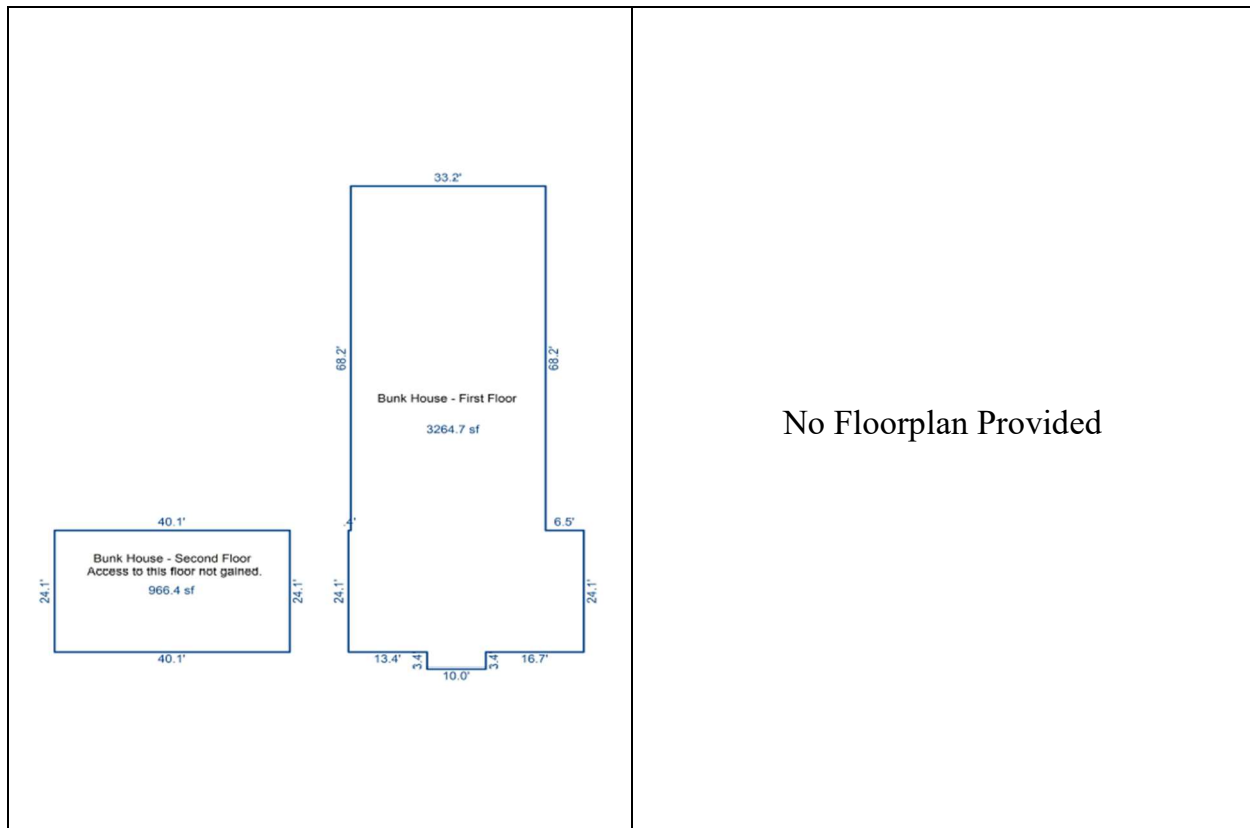 33.2'
68.2'
68.2'
Bunk House - First Floor
3264.7 sf
.4'
6.5'
40.1'
Bunk House - Second Floor
Access to this floor not gained.
966.4 sf
24.1'
24.1'
24.1'
24.1'
40.1'
13.4'
3.4
3.4
16.7'
10.0'
No Floorplan Provided